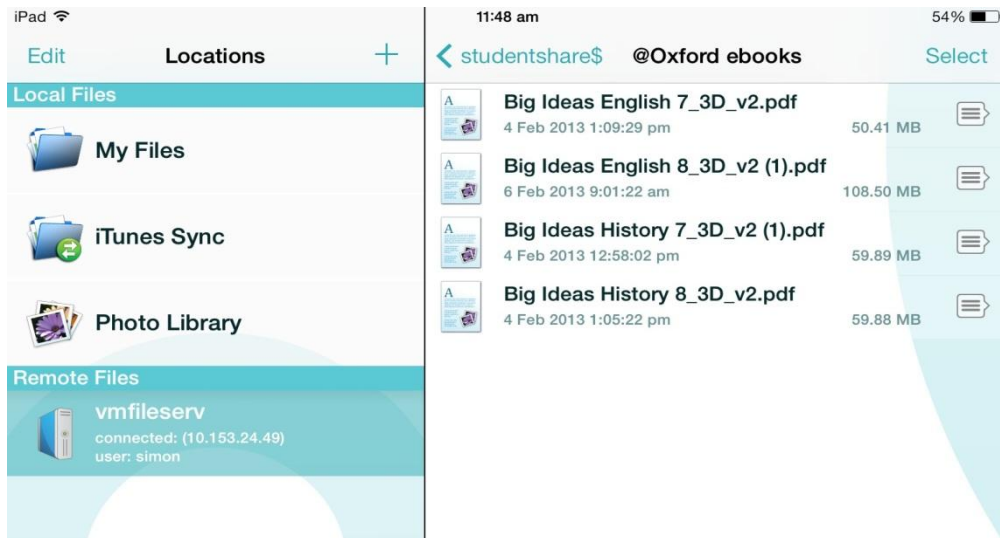 iPad
11:48 am
54%
Edit
Locations
+
Local Files
My Files
iTunes Sync
Photo Library
Remote Files
vmfileserv
connected: (10.153.24.49)
user: simon
studentshare$
@Oxford ebooks
Select
Big Ideas English 7_3D_v2.pdf
4 Feb 2013 1:09:29 pm
50.41 MB
Big Ideas English 8_3D_v2 (1).pdf
6 Feb 2013 9:01:22 am
108.50 MB
Big Ideas History 7_3D_v2 (1).pdf
4 Feb 2013 12:58:02 pm
59.89 MB
Big Ideas History 8_3D_v2.pdf
4 Feb 2013 1:05:22 pm
59.88 MB